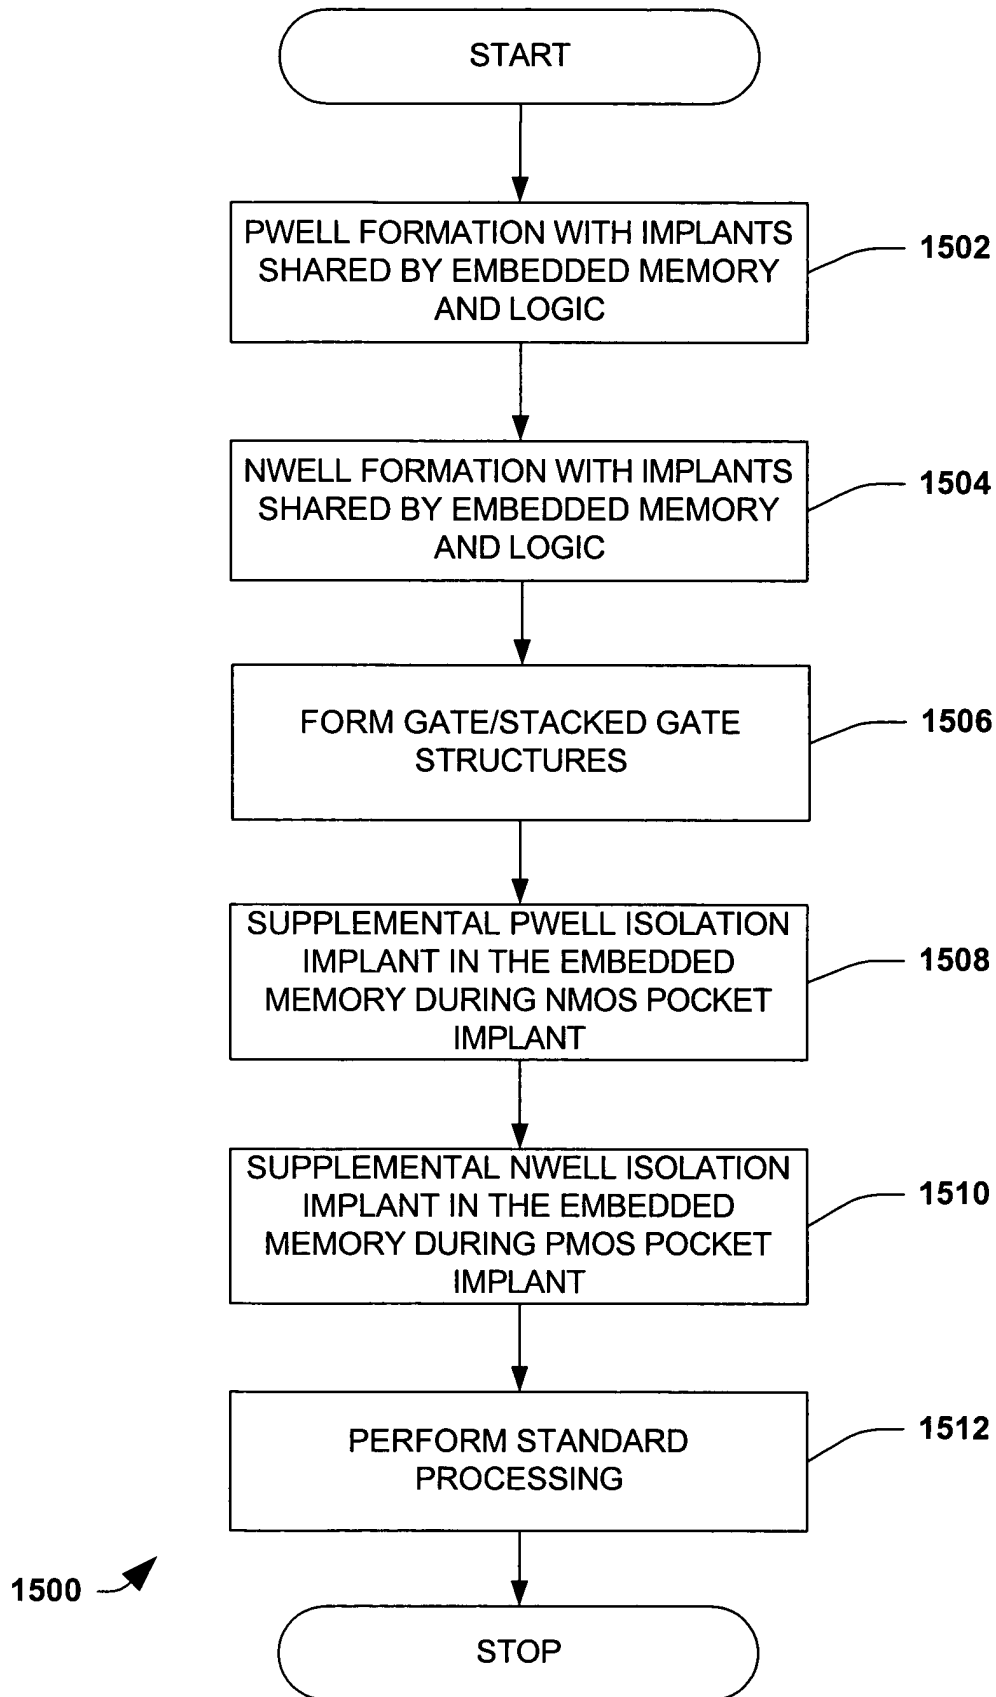 START
PWELL FORMATION WITH IMPLANTS
SHARED BY EMBEDDED MEMORY
AND LOGIC
1502
NWELL FORMATION WITH IMPLANTS
SHARED BY EMBEDDED MEMORY
AND LOGIC
1504
FORM GATE/STACKED GATE
STRUCTURES
1506
SUPPLEMENTAL PWELL ISOLATION
IMPLANT IN THE EMBEDDED
MEMORY DURING NMOS POCKET
IMPLANT
1508
SUPPLEMENTAL NWELL ISOLATION
IMPLANT IN THE EMBEDDED
MEMORY DURING PMOS POCKET
IMPLANT
1510
PERFORM STANDARD
PROCESSING
1512
1500
STOP